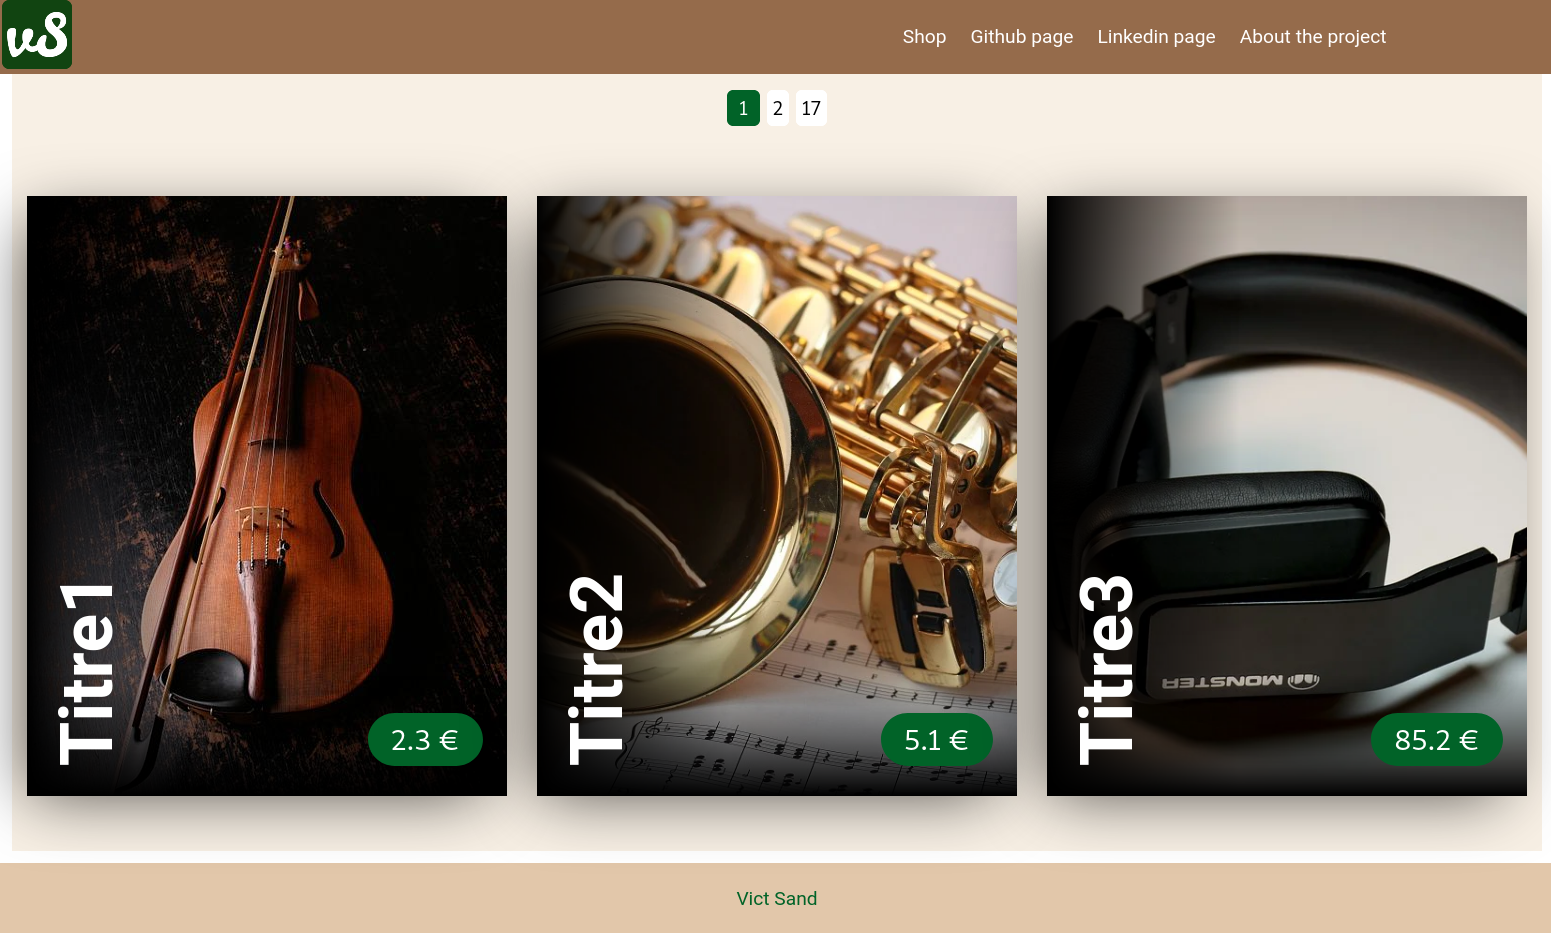 vS
Shop Github page Linkedin page About the project
1 2 17
Titre1
2.3 €
Titre2
5.1 €
Titre3
MONSTER
85.2 €
Vict Sand